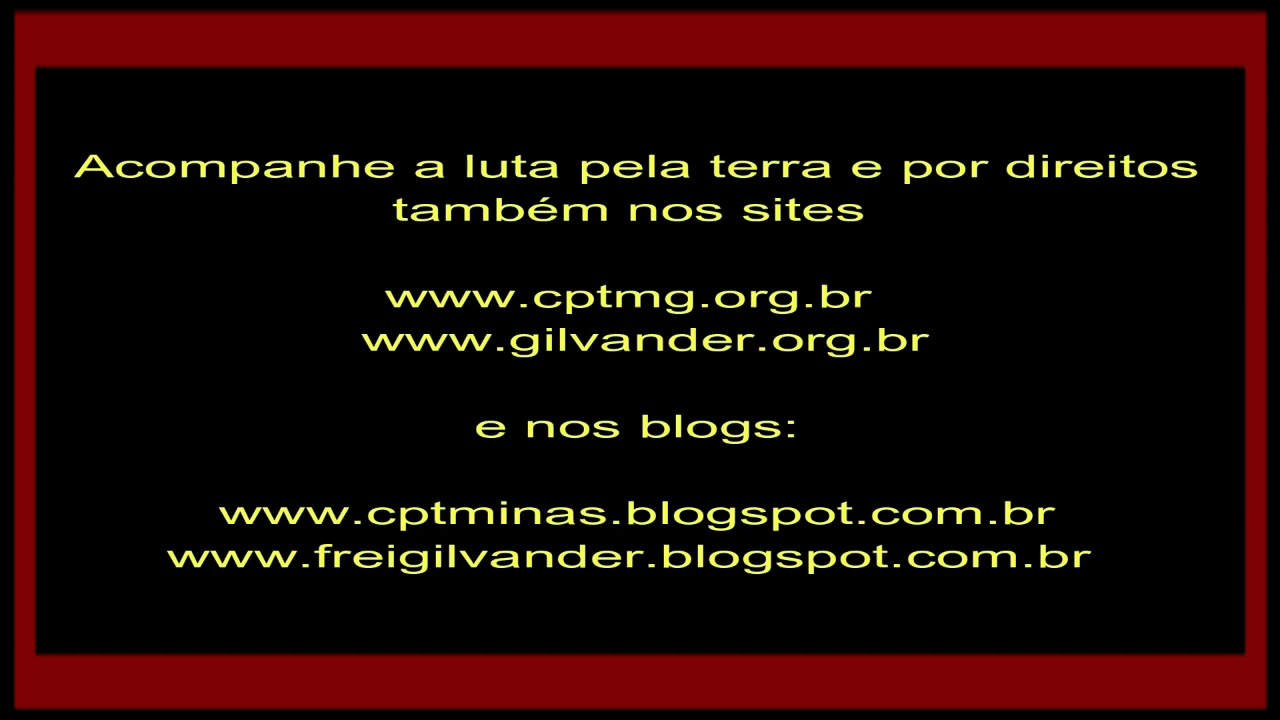 Acompanhe a luta pela terra e por direitos
também nos sites
www.cptmg.org.br
www.gilvander.org.br
e nos blogs:
www.cptminas.blogspot.com.br
www.freigilvander.blogspot.com.br